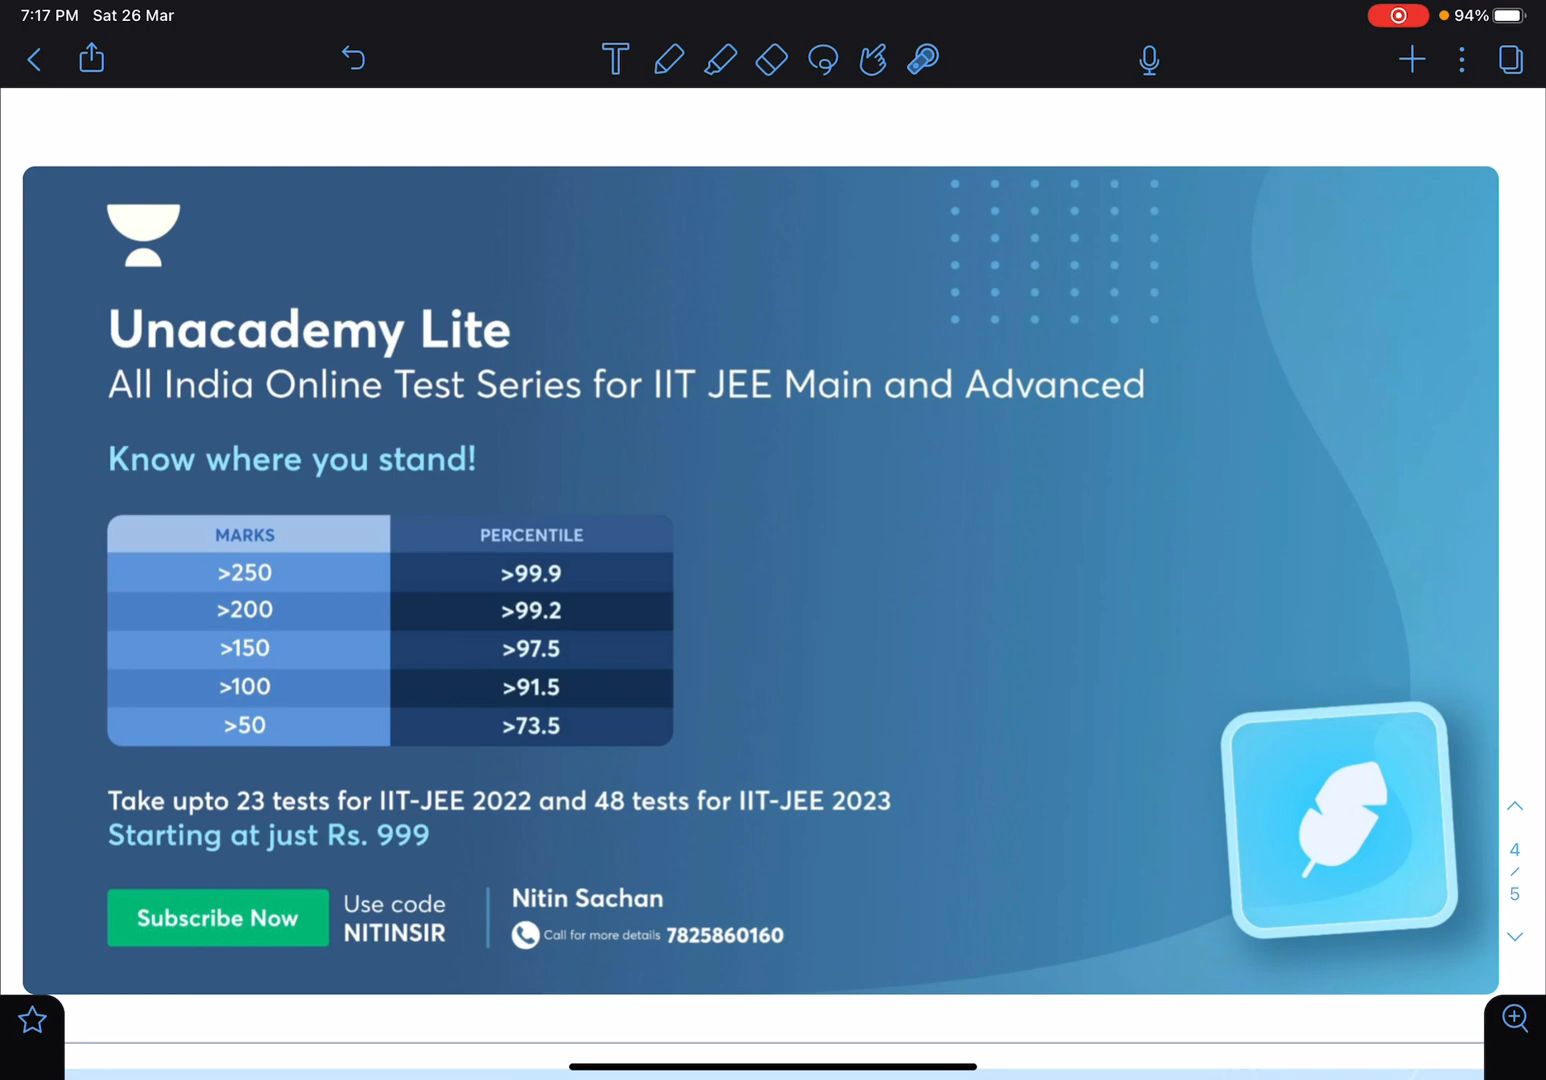 7:17 PM Sat 26 Mar
94%
Unacademy Lite
All India Online Test Series for IIT JEE Main and Advanced
Know where you stand!
MARKS PERCENTILE
>250 >99.9
>200 >99.2
>150 >97.5
>100 >91.5
>50 >73.5
Take upto 23 tests for IIT-JEE 2022 and 48 tests for IIT-JEE 2023
Starting at just Rs. 999
Subscribe Now
Use code
NITINSIR
Nitin Sachan
Call for more details 7825860160
4
/
5